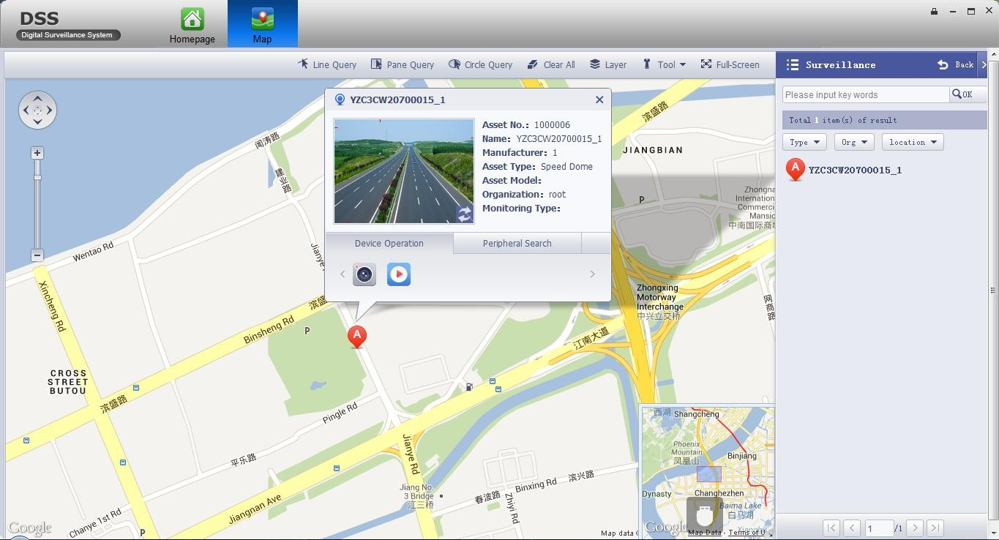 DSS
Digital Surveillance System
Homepage
Map
Line Query
Pane Query
Circle Query
Clear All
Layer
Tool
Full-Screen
Surveillance
Back
Please input key words
OK
Total 1 item(s) of result
Type
Org
location
A
YZC3CW20700015_1
YZC3CW20700015_1
Asset No.: 1000006
Name: YZC3CW20700015_1
Manufacturer: 1
Asset Type: Speed Dome
Asset Model:
Organization: root
Monitoring Type:
Device Operation
Peripheral Search
A
滨盛路
闻涛路
JIANGBIAN
建业路
P
Zhongna
Internationa
Commerci
Mansic
中南国际商城
Wentao Rd
Jianye
Zhongxing
Motorway
Interchange
中兴立交桥
网商路
Xincheng Rd
滨盛
Binsheng Rd
P
江南大道
CROSS
STREET
BUTOU
滨盛路
Pingle Rd
平乐路
Jianye Rd
Jiang No.
3 Bridge
江三桥
Binxing Rd
滨兴路
春波路
Zhiyi Rd
Jiangnan Ave
Chanye 1st Rd
P
Google
Map data ©
西湖
Shangcheng
Phoenix
Mountain
凤凰山
Binjiang
Changhezhen
Dynasty
Baima Lake
白马湖
Xianghu
Lake
Google
Map Data - Terms of U
1
/1